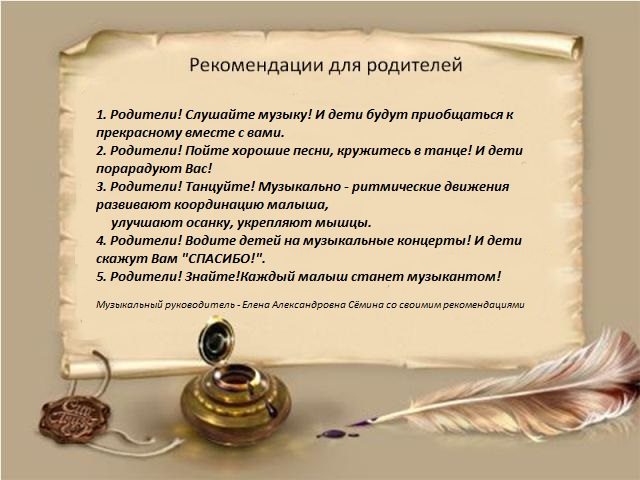 Рекомендации для родителей
1. Родители! Слушайте музыку! И дети будут приобщаться к
прекрасному вместе с вами.
2. Родители! Пойте хорошие песни, кружитесь в танце! И дети
порарадуют Вас!
3. Родители! Танцуйте! Музыкально - ритмические движения
развивают координацию малыша,
улучшают осанку, укрепляют мышцы.
4. Родители! Водите детей на музыкальные концерты! И дети
скажут Вам "СПАСИБО!".
5. Родители! Знайте!Каждый малыш станет музыкантом!
Музыкальный руководитель - Елена Александровна Сёмина со своимим рекомендациями